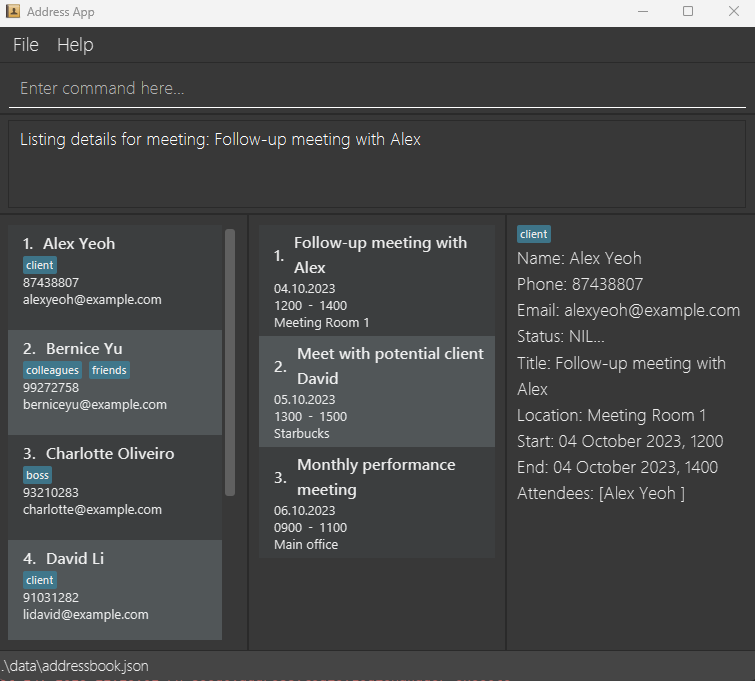 Address App
File Help
Enter command here...
Listing details for meeting: Follow-up meeting with Alex
1. Alex Yeoh
client
87438807
alexyeoh@example.com
2. Bernice Yu
colleagues friends
99272758
berniceyu@example.com
3. Charlotte Oliveiro
boss
93210283
charlotte@example.com
4. David Li
client
91031282
lidavid@example.com
1. Follow-up meeting with
Alex
04.10.2023
1200 - 1400
Meeting Room 1
2. Meet with potential client
David
05.10.2023
1300 - 1500
Starbucks
3. Monthly performance
meeting
06.10.2023
0900 - 1100
Main office
client
Name: Alex Yeoh
Phone: 87438807
Email: alexyeoh@example.com
Status: NIL...
Title: Follow-up meeting with
Alex
Location: Meeting Room 1
Start: 04 October 2023, 1200
End: 04 October 2023, 1400
Attendees: [Alex Yeoh ]
.\data\addressbook.json